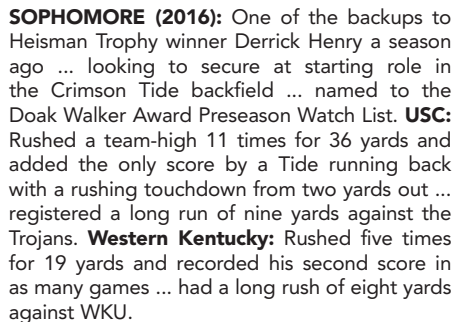 SOPHOMORE (2016): One of the backups to
Heisman Trophy winner Derrick Henry a season
ago ... looking to secure at starting role in
the Crimson Tide backfield ... named to the
Doak Walker Award Preseason Watch List. USC:
Rushed a team-high 11 times for 36 yards and
added the only score by a Tide running back
with a rushing touchdown from two yards out ...
registered a long run of nine yards against the
Trojans. Western Kentucky: Rushed five times
for 19 yards and recorded his second score in
as many games ... had a long rush of eight yards
against WKU.